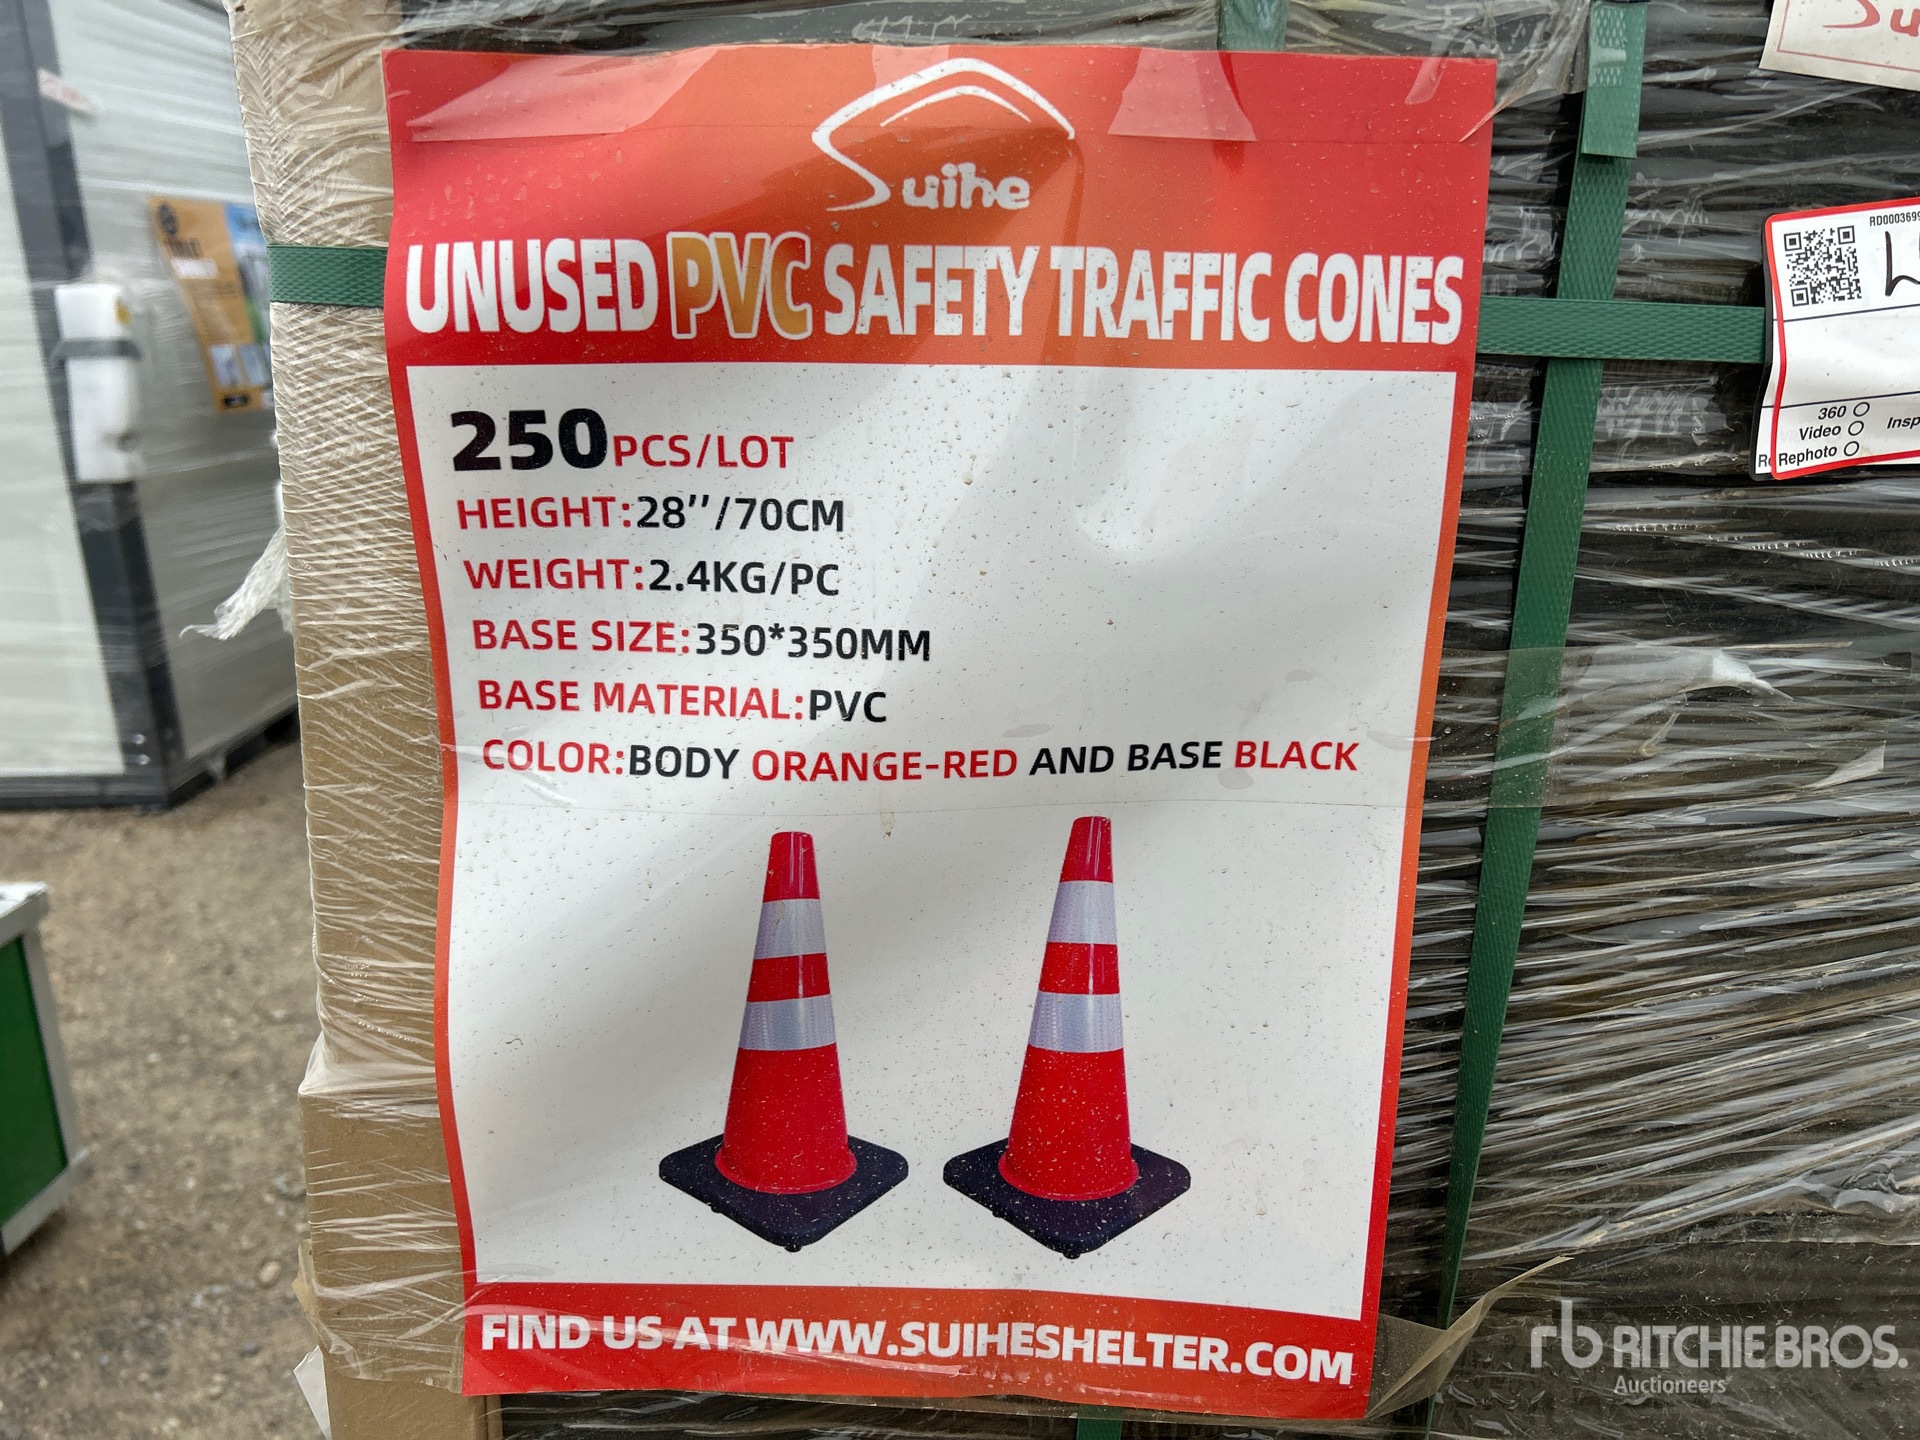 Suihe
UNUSED PVC SAFETY TRAFFIC CONES
250PCS/LOT
HEIGHT:28''/70CM
WEIGHT:2.4KG/PC
BASE SIZE:350*350MM
BASE MATERIAL:PVC
COLOR:BODY ORANGE-RED AND BASE BLACK
FIND US AT WWW.SUIHESHELTER.COM
360
Video
Rephoto
rb RITCHIE BROS.
Auctioneers